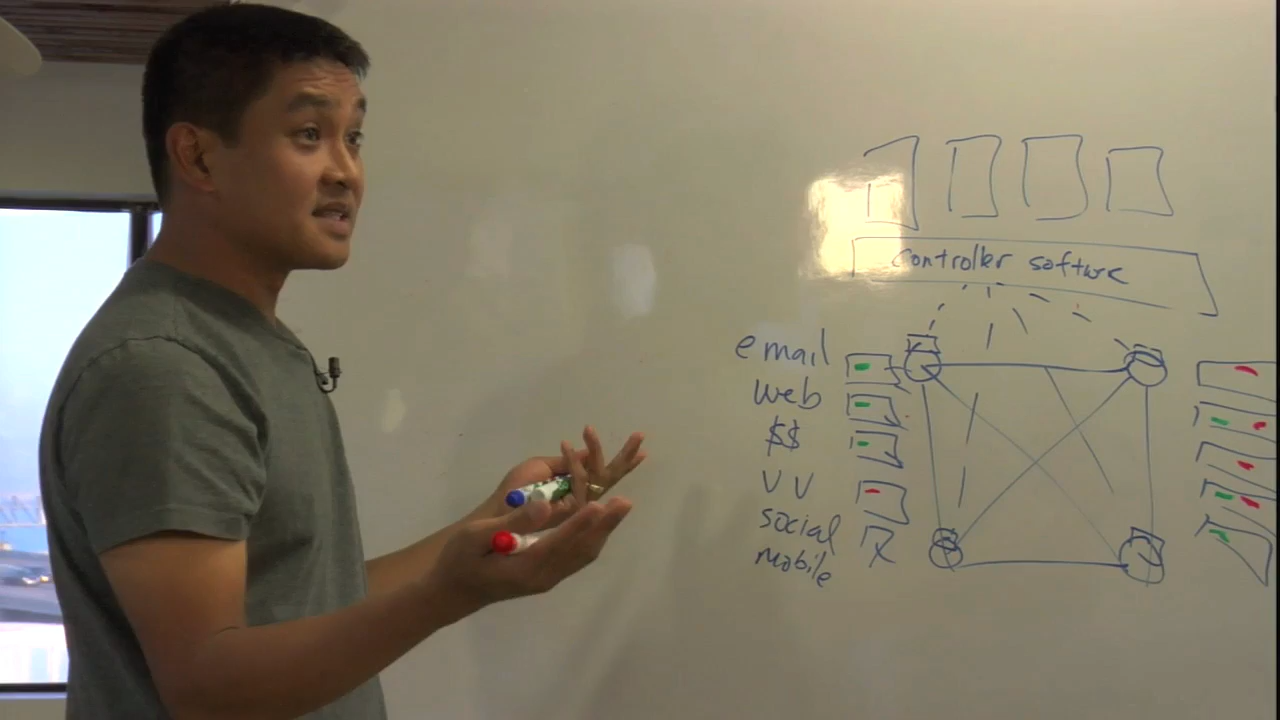 controller software
email
web
$$
VV
social
mobile